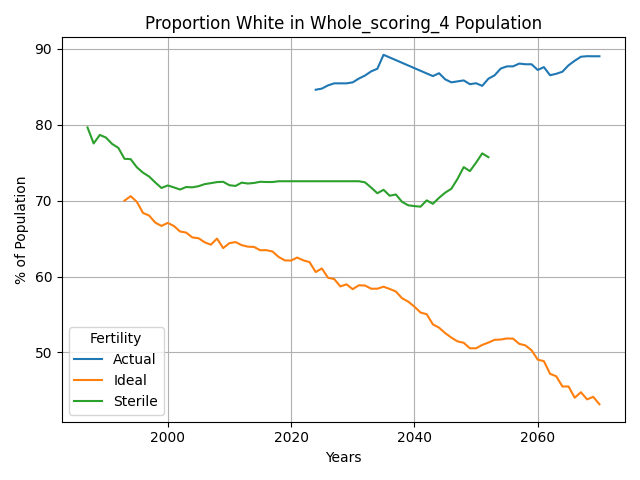 Proportion White in Whole_scoring_4 Population
90
80
70
60
50
% of Population
Fertility
Actual
Ideal
Sterile
2000
2020
2040
2060
Years